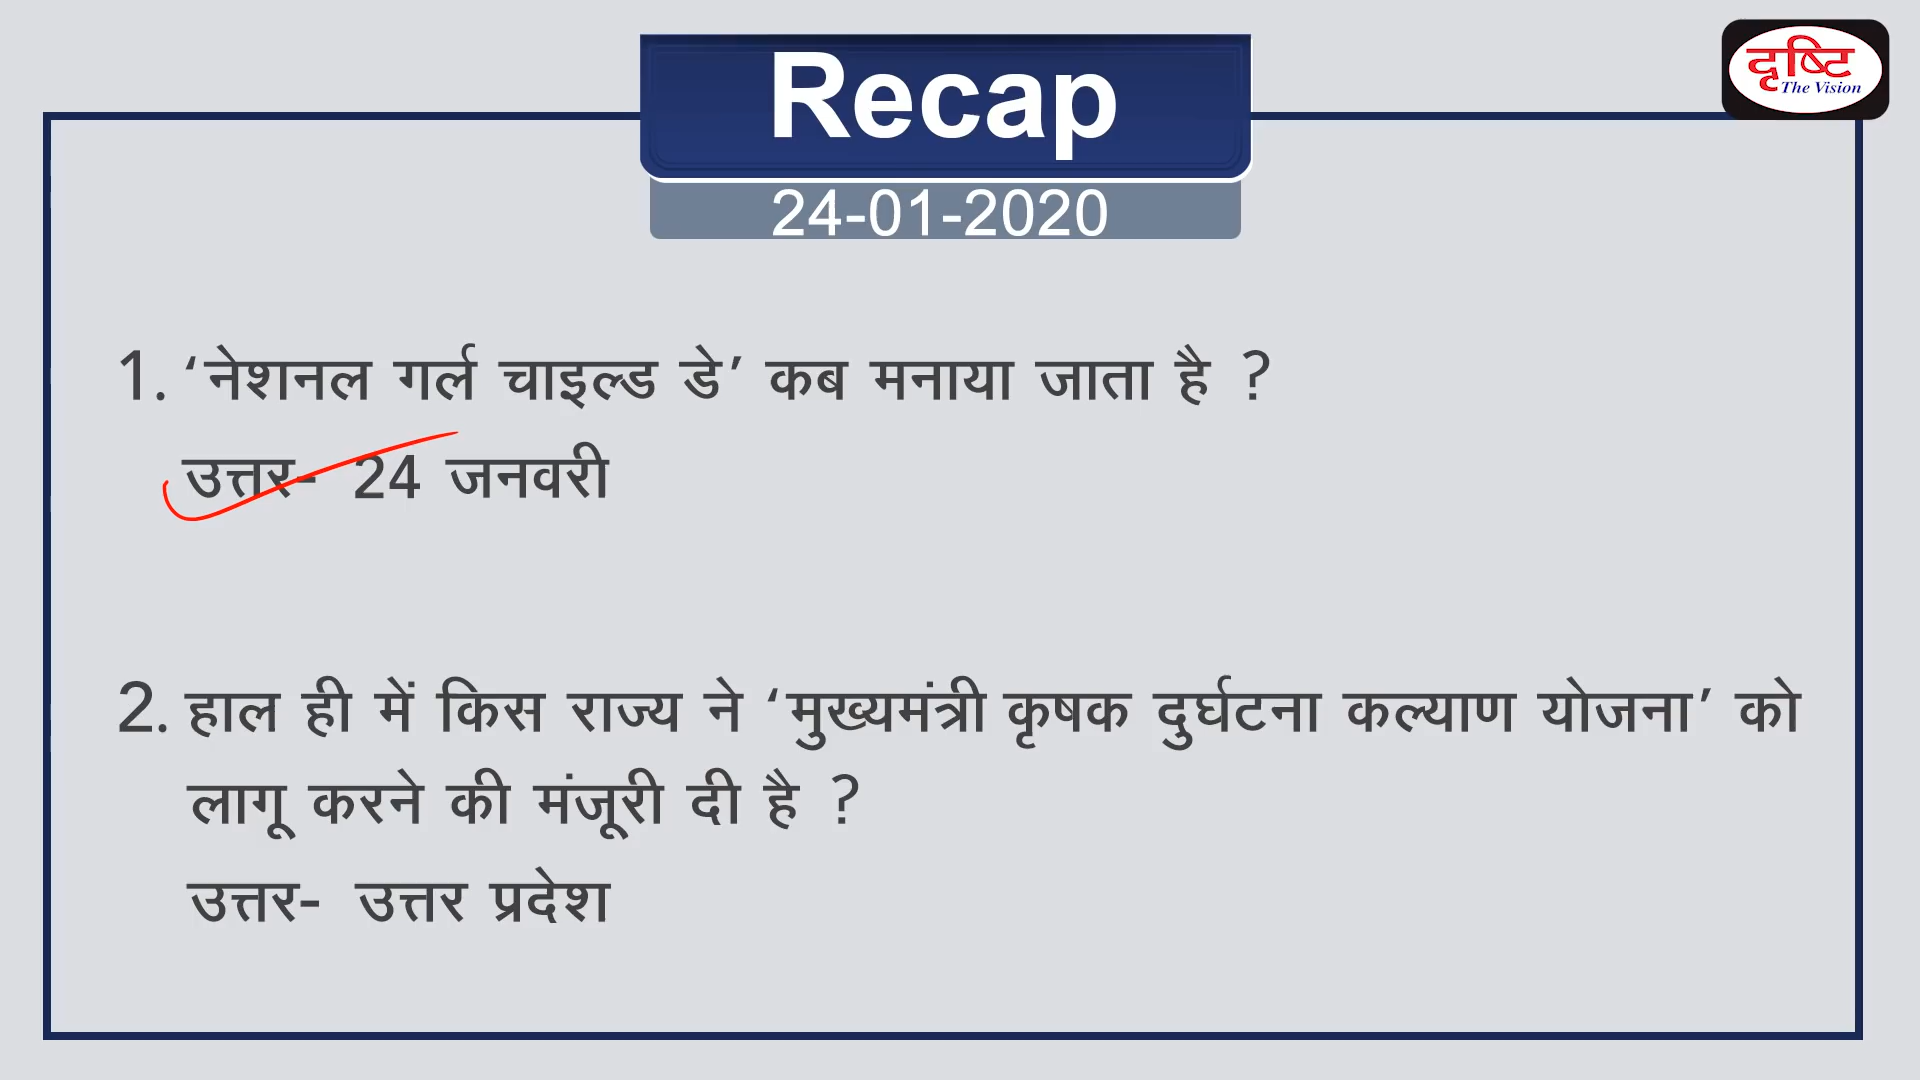 Recap
दृष्टि
The Vision
24-01-2020
1. ‘नेशनल गर्ल चाइल्ड डे’ कब मनाया जाता है ?
उत्तर- 24 जनवरी
2. हाल ही में किस राज्य ने ‘मुख्यमंत्री कृषक दुर्घटना कल्याण योजना’ को
लागू करने की मंजूरी दी है ?
उत्तर- उत्तर प्रदेश